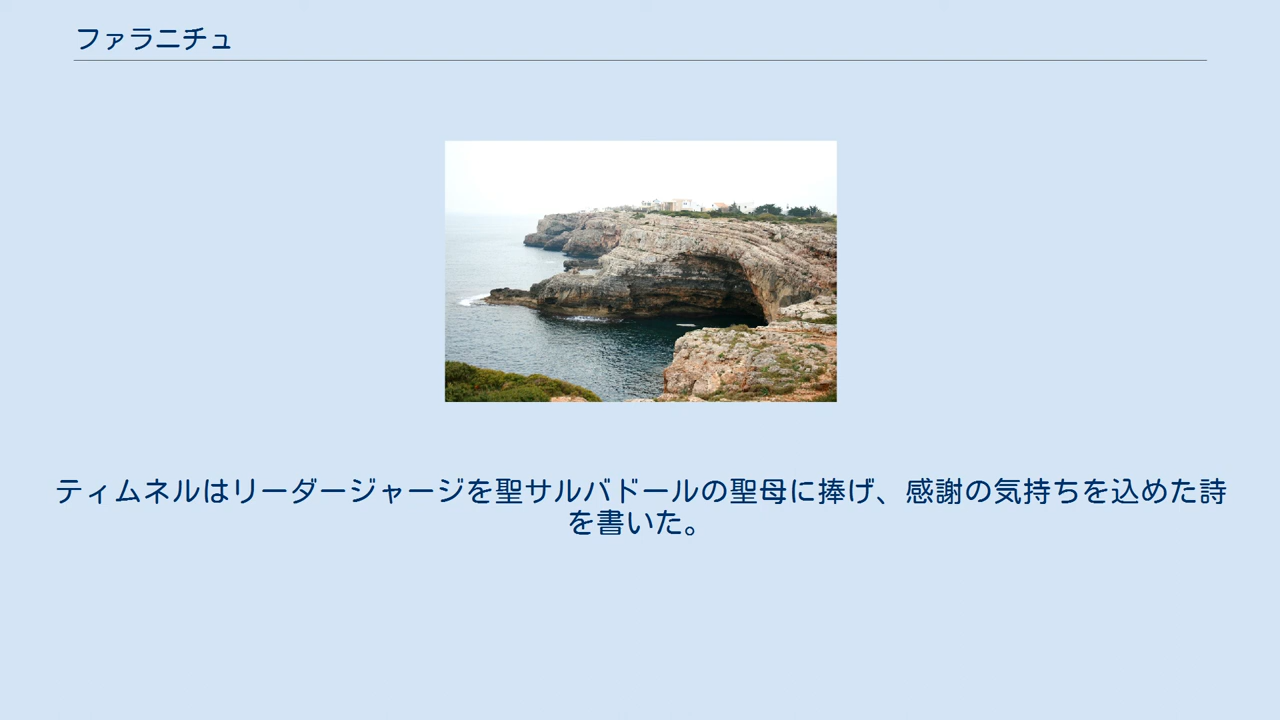 ファラニチュ
ティムネルはリーダージャージを聖サルバドールの聖母に捧げ、感謝の気持ちを込めた詩
を書いた。